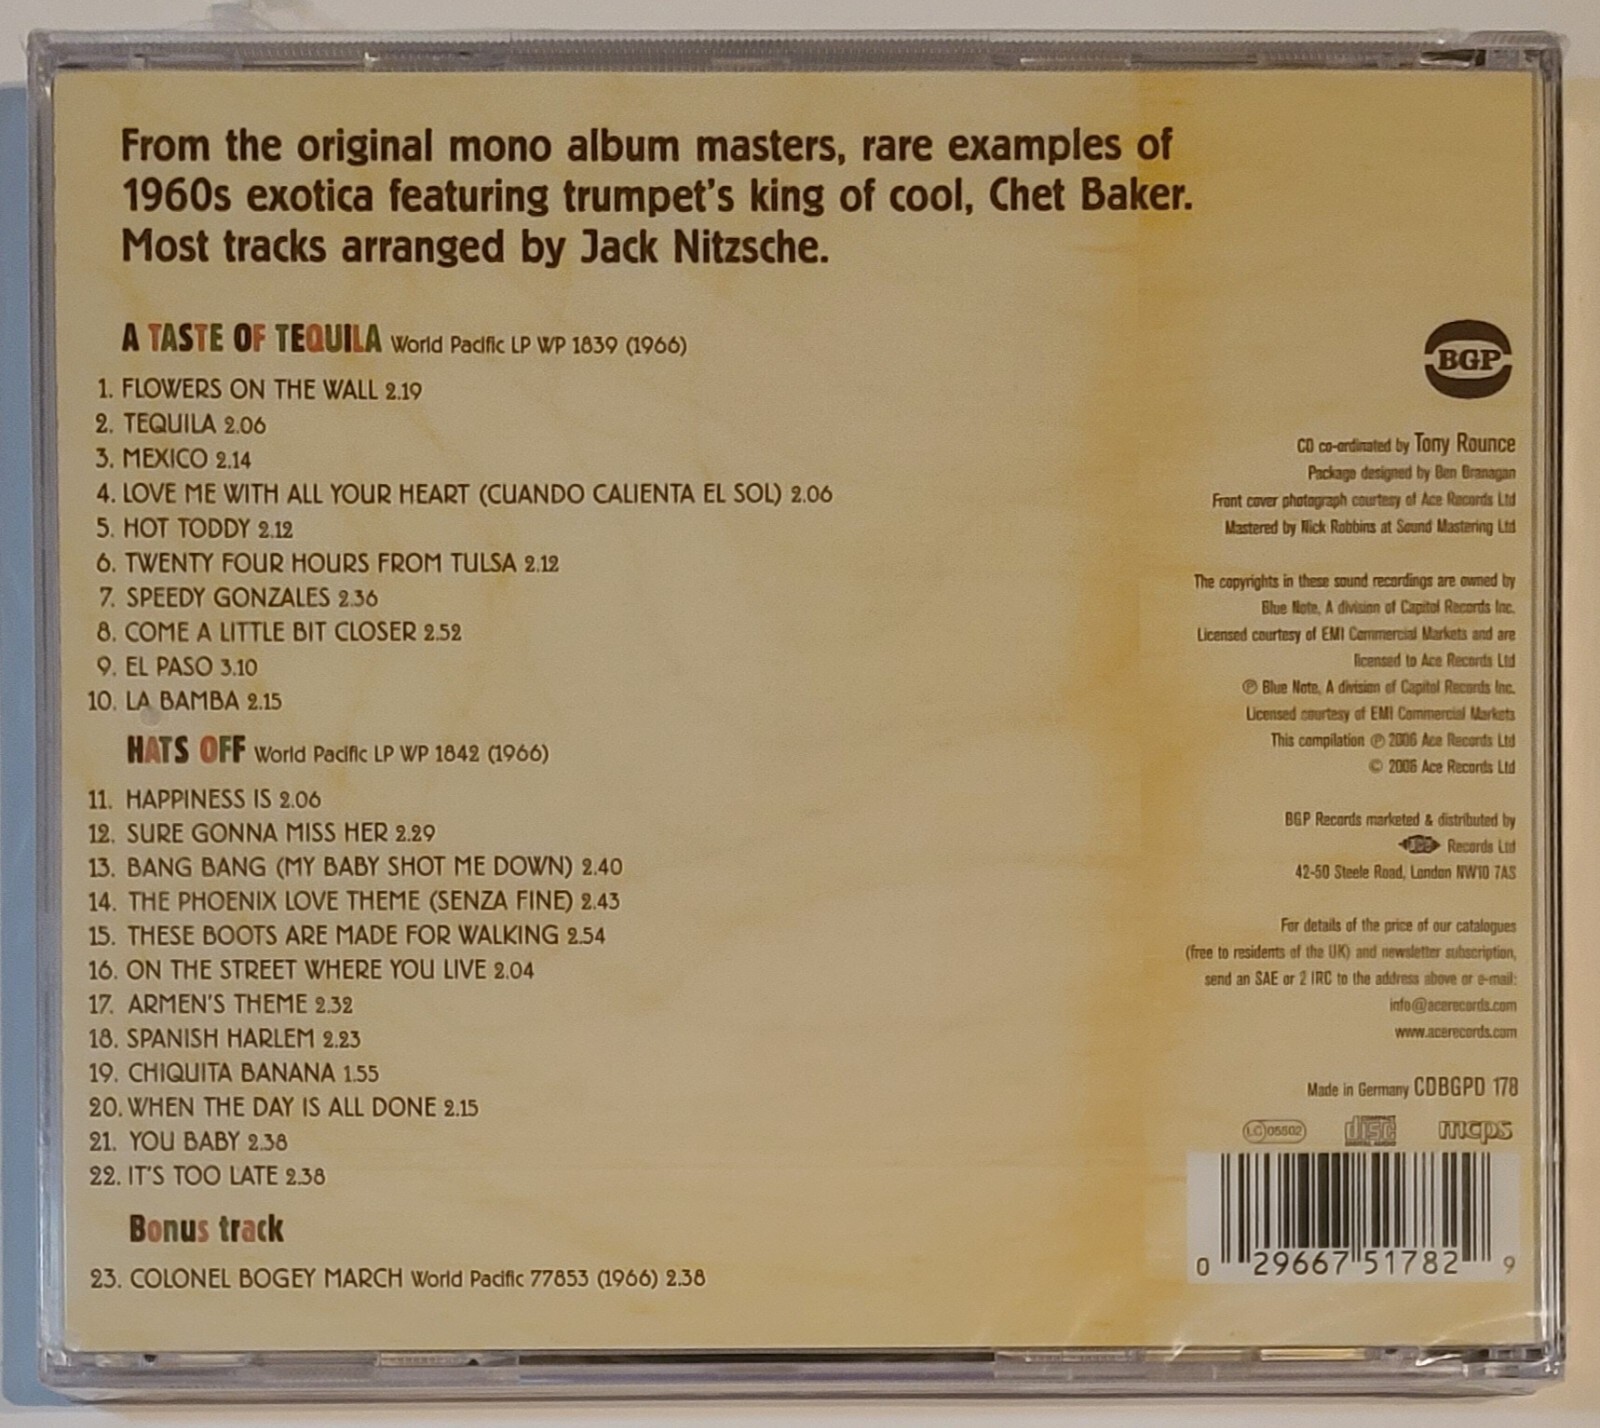 From the original mono album masters, rare examples of
1960s exotica featuring trumpet's king of cool, Chet Baker.
Most tracks arranged by Jack Nitzsche.
A TASTE OF TEQUILA World Pacific LP WP 1839 (1966)
1. FLOWERS ON THE WALL 2.19
2. TEQUILA 2.06
3. MEXICO 2.14
4. LOVE ME WITH ALL YOUR HEART (CUANDO CALIENTA EL SOL) 2.06
5. HOT TODDY 2.12
6. TWENTY FOUR HOURS FROM TULSA 2.12
7. SPEEDY GONZALES 2.36
8. COME A LITTLE BIT CLOSER 2.52
9. EL PASO 3.10
10. LA BAMBA 2.15
HATS OFF World Pacific LP WP 1842 (1966)
11. HAPPINESS IS 2.06
12. SURE GONNA MISS HER 2.29
13. BANG BANG (MY BABY SHOT ME DOWN) 2.40
14. THE PHOENIX LOVE THEME (SENZA FINE) 2.43
15. THESE BOOTS ARE MADE FOR WALKING 2.54
16. ON THE STREET WHERE YOU LIVE 2.04
17. ARMEN'S THEME 2.32
18. SPANISH HARLEM 2.23
19. CHIQUITA BANANA 1.55
20. WHEN THE DAY IS ALL DONE 2.15
21. YOU BABY 2.38
22. IT'S TOO LATE 2.38
Bonus track
23. COLONEL BOGEY MARCH World Pacific 77853 (1966) 2.38
BGP
CD co-ordinated by Tony Rounce
Package designed by Ben Branagan
Front cover photograph courtesy of Ace Records Ltd
Mastered by Nick Robbins at Sound Mastering Ltd
The copyrights in these sound recordings are owned by
Blue Note, A division of Capitol Records Inc.
Licensed courtesy of EMI Commercial Markets and are
licensed to Ace Records Ltd
℗ Blue Note, A division of Capitol Records Inc.
Licensed courtesy of EMI Commercial Markets
This compilation ℗ 2006 Ace Records Ltd
© 2006 Ace Records Ltd
BGP Records marketed & distributed by
ACE Records Ltd
42-50 Steele Road, London NW10 7AS
For details of the price of our catalogues
(free to residents of the UK) and newsletter subscription,
send an SAE or 2 IRC to the address above or e-mail:
info@acerecords.com
www.acerecords.com
Made in Germany CDBGPD 178
LC 05502 COMPACT disc DIGITAL AUDIO mcps
0 29667 51782 9